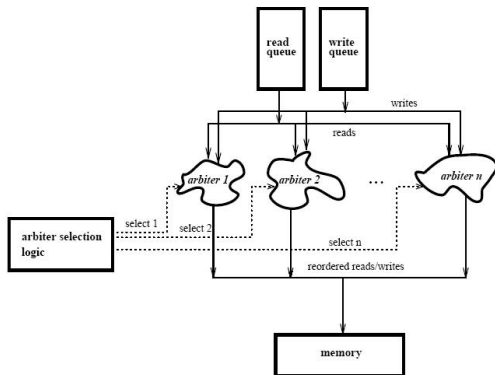 read
queue
write
queue
writes
reads
arbiter 1
arbiter 2
...
arbiter n
select 1
select 2
select n
arbiter selection
logic
reordered reads/writes
memory